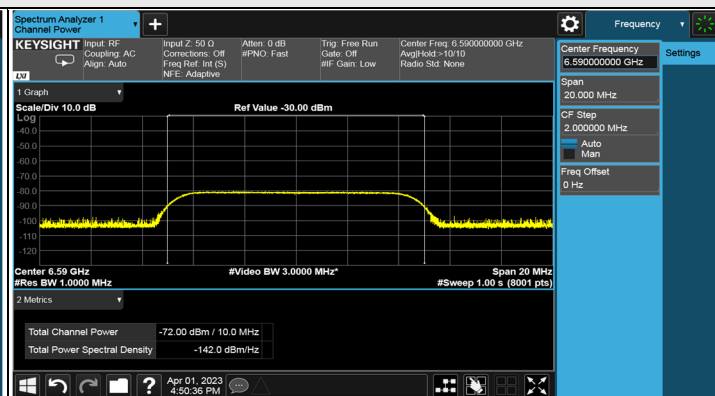 Spectrum Analyzer 1
Channel Power
+
Frequency
KEYSIGHT
LXI
Input: RF
Coupling: AC
Align: Auto
Input Z: 50 Ω
Corrections: Off
Freq Ref: Int (S)
NFE: Adaptive
Atten: 0 dB
#PNO: Fast
Trig: Free Run
Gate: Off
#IF Gain: Low
Center Freq: 6.590000000 GHz
Avg|Hold:>10/10
Radio Std: None
Center Frequency
6.590000000 GHz
Settings
Span
20.000 MHz
CF Step
2.000000 MHz
Auto
Man
Freq Offset
0 Hz
1 Graph
Scale/Div 10.0 dB
Ref Value -30.00 dBm
Log
-40.0
-50.0
-60.0
-70.0
-80.0
-90.0
-100
-110
-120
Center 6.59 GHz
#Video BW 3.0000 MHz*
Span 20 MHz
#Res BW 1.0000 MHz
#Sweep 1.00 s (8001 pts)
2 Metrics
Total Channel Power
-72.00 dBm / 10.0 MHz
Total Power Spectral Density
-142.0 dBm/Hz
?
Apr 01, 2023
4:50:36 PM